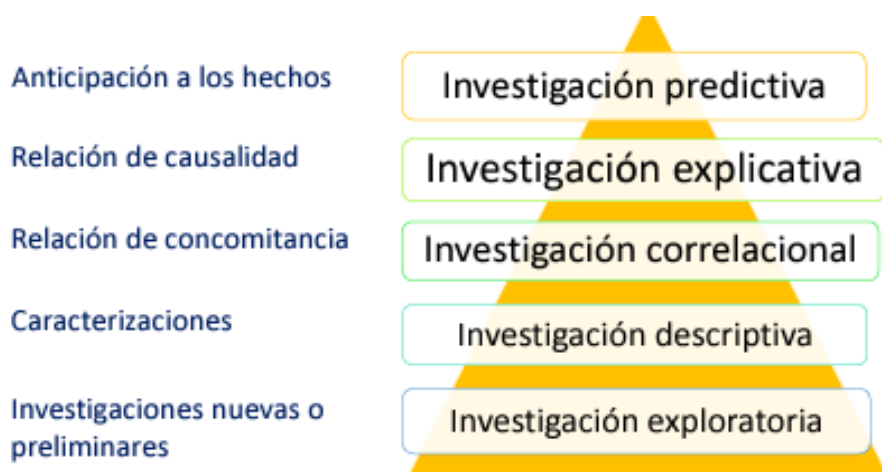 Anticipación a los hechos
Investigación predictiva
Relación de causalidad
Investigación explicativa
Relación de concomitancia
Investigación correlacional
Caracterizaciones
Investigación descriptiva
Investigaciones nuevas o
preliminares
Investigación exploratoria